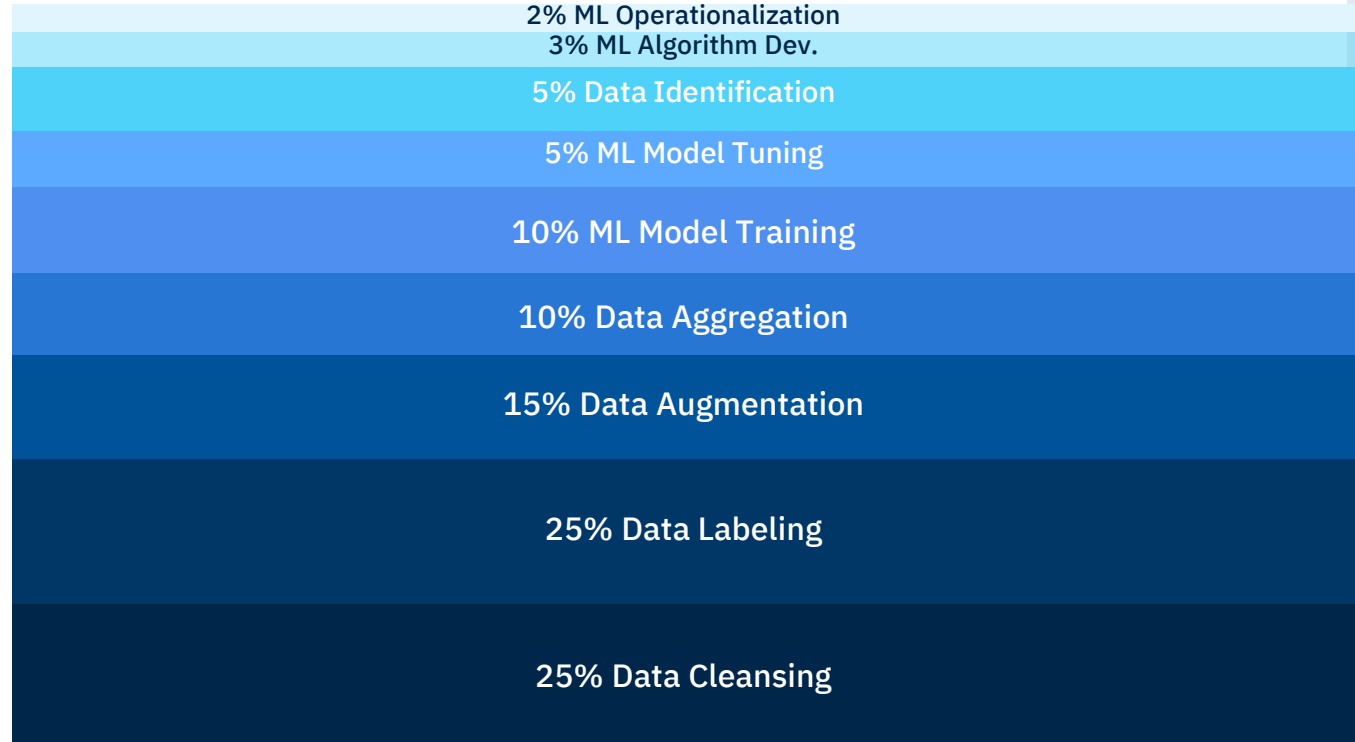 2% ML Operationalization
3% ML Algorithm Dev.
5% Data Identification
5% ML Model Tuning
10% ML Model Training
10% Data Aggregation
15% Data Augmentation
25% Data Labeling
25% Data Cleansing